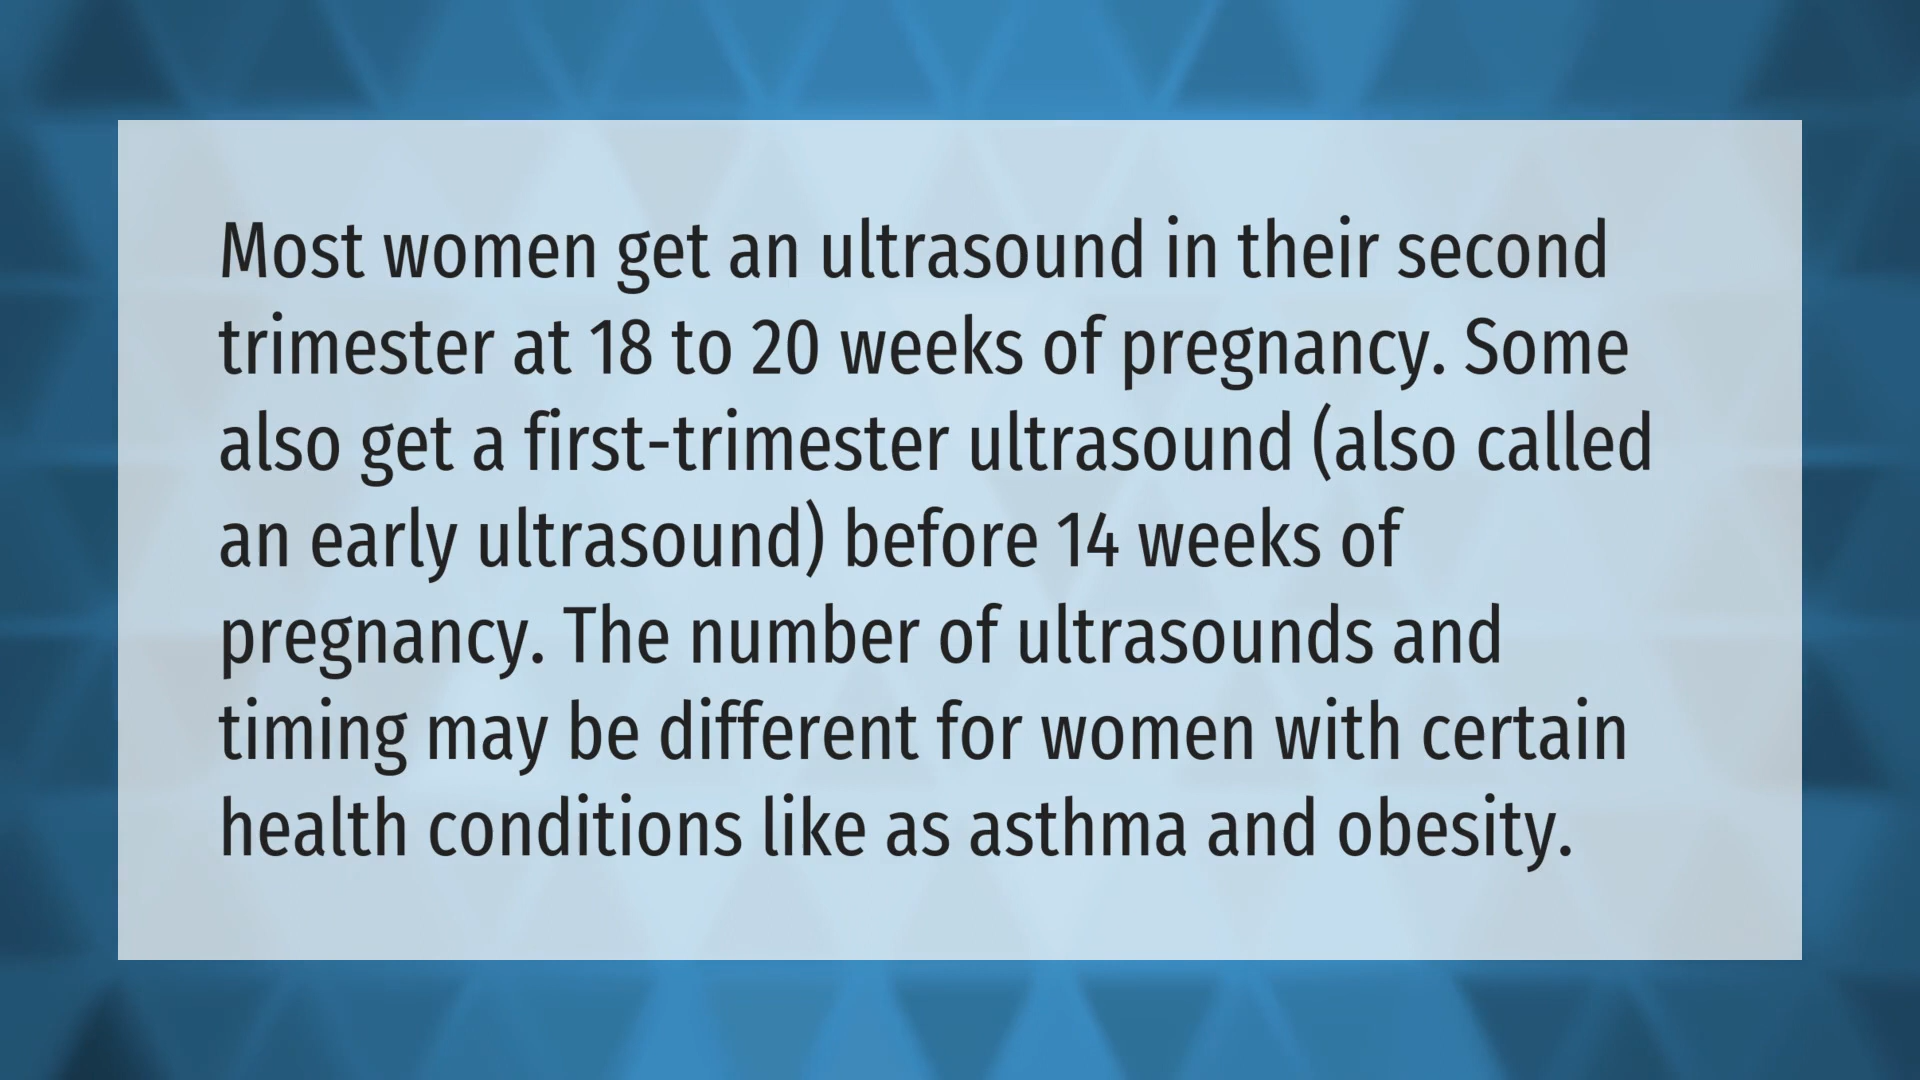 Most women get an ultrasound in their second
trimester at 18 to 20 weeks of pregnancy. Some
also get a first-trimester ultrasound (also called
an early ultrasound) before 14 weeks of
pregnancy. The number of ultrasounds and
timing may be different for women with certain
health conditions like as asthma and obesity.